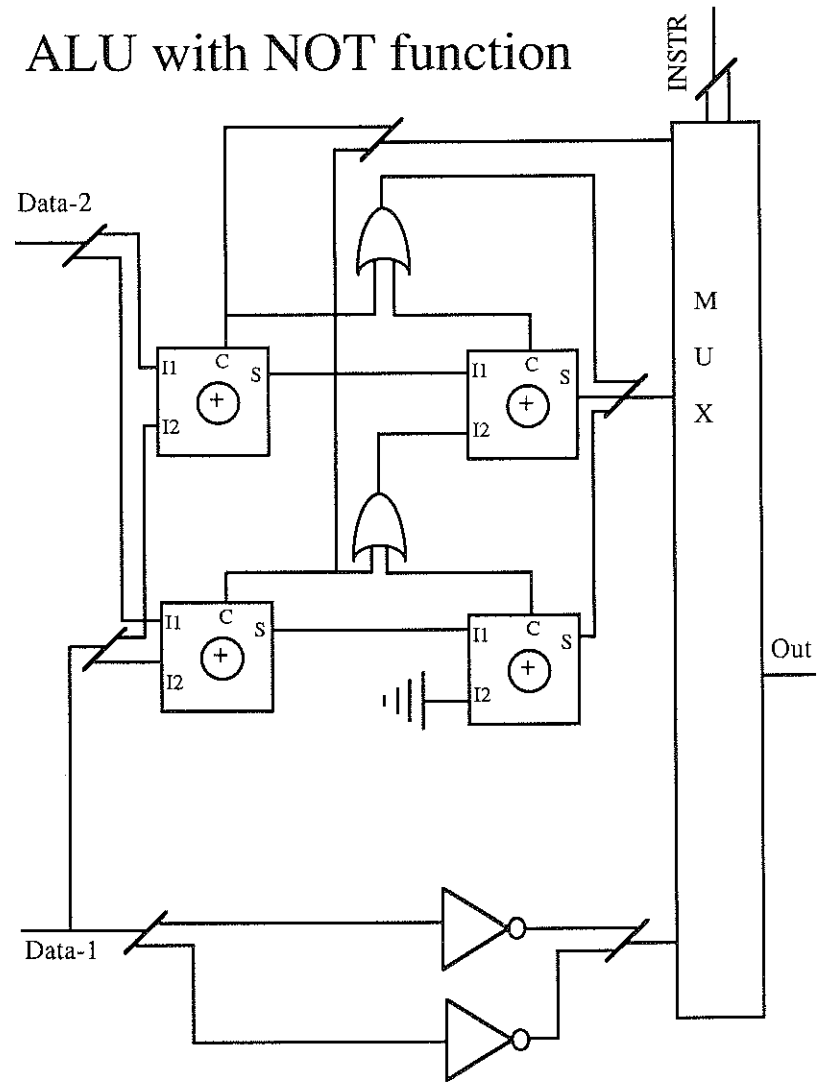 ALU with NOT function
INSTR
Data-2
M
U
X
I1
C
S
I2
+
I1
C
S
I2
+
I1
C
S
I2
+
I1
C
S
I2
+
Out
Data-1